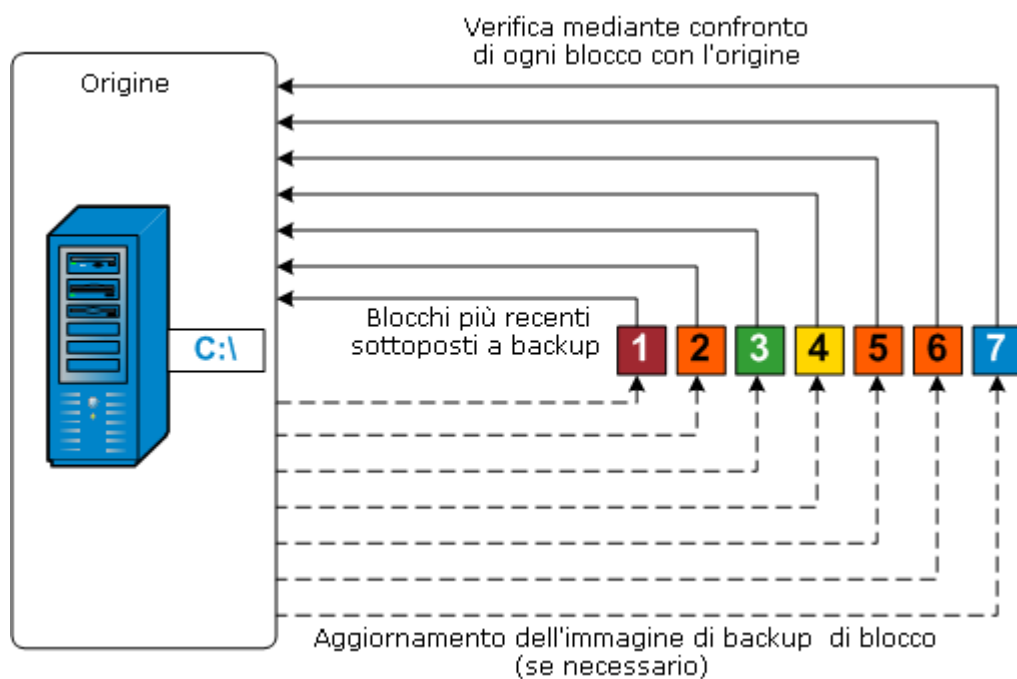 Verifica mediante confronto
di ogni blocco con l'origine
Origine
C:\
Blocchi più recenti
sottoposti a backup
1 2 3 4 5 6 7
Aggiornamento dell'immagine di backup di blocco
(se necessario)